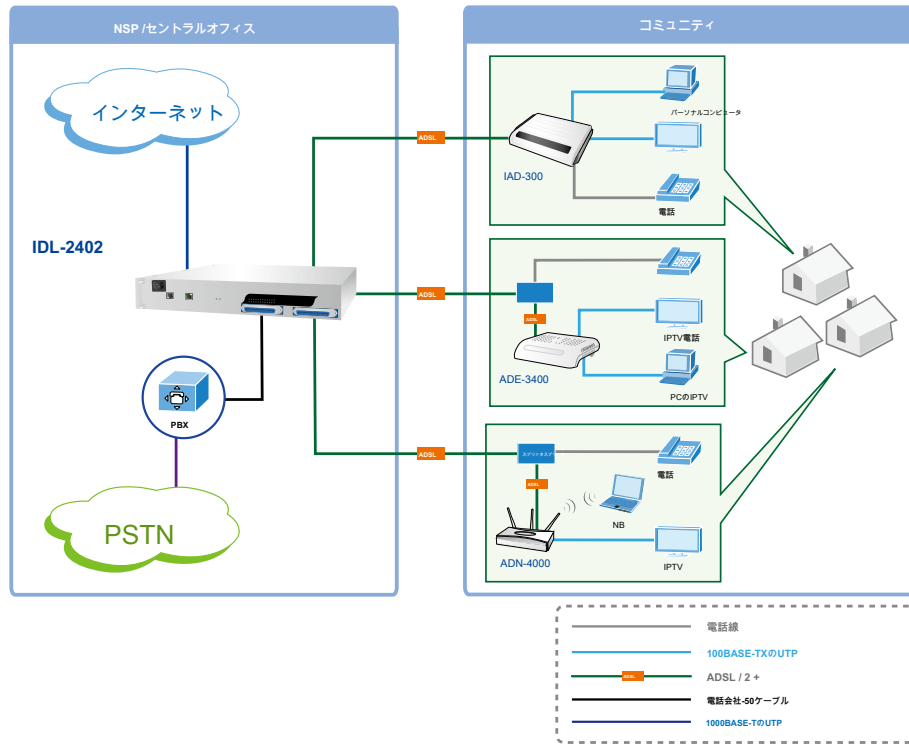 NSP /セントラルオフィス
インターネット
IDL-2402
PBX
PSTN
ADSL
ADSL
ADSL
コミュニティ
パーソナルコンピュータ
IAD-300
電話
ADSL
IPTV電話
ADE-3400
PCのIPTV
スプリッタスプ
電話
ADSL
NB
ADN-4000
IPTV
電話線
100BASE-TXのUTP
ADSL
ADSL / 2 +
電話会社-50ケーブル
1000BASE-TのUTP